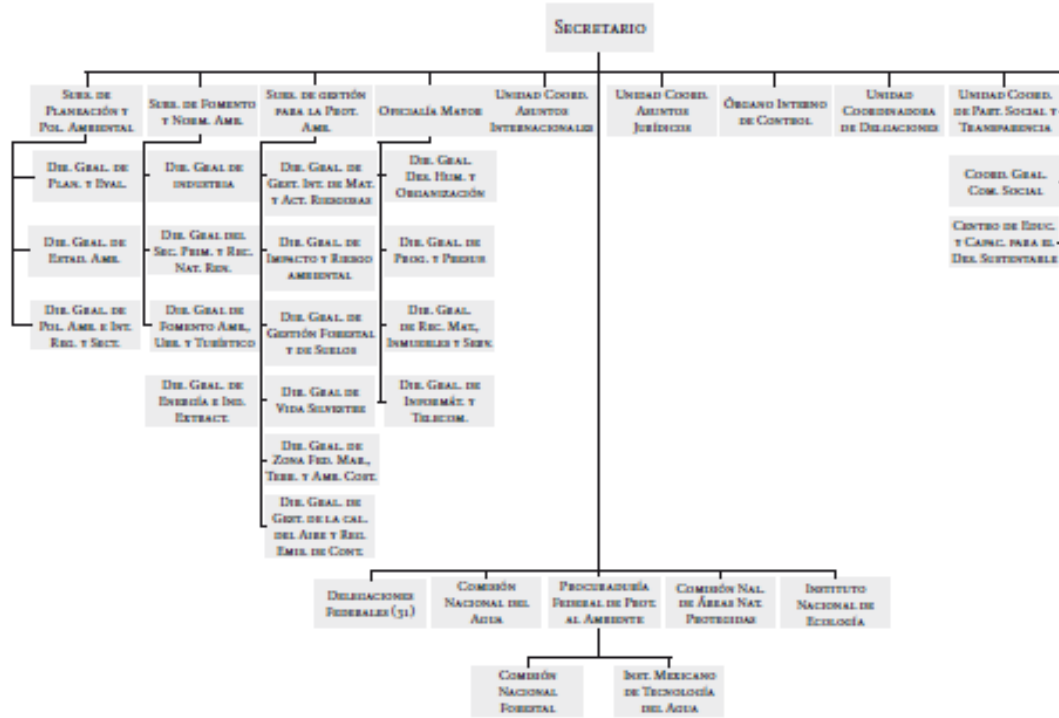 Secretario
Subs. de
Planeación y
Pol. Ambiental
Subs. de Fomento
y Norm. Amb.
Subs. de gestión
para la Prot.
Amb.
Oficialía Mayor
Unidad Coord.
Asuntos
Internacionales
Unidad Coord.
Asuntos
Jurídicos
Órgano Interno
de Control
Unidad
Coordinadora
de Delgaciones
Unidad Coord.
de Part. Social y
Transparencia
Dir. Gral. de
Plan. y Eval.
Dir. Gral. de
Estad. Amb.
Dir. Gral. de
Pol. Amb. e Int.
Reg. y Sect.
Dir. Gral de
industria
Dir. Gral del
Sec. Prim. y Rec.
Nat. Ren.
Dir. Gral de
Fomento Amb.,
Urb. y Turístico
Dir. Gral. de
Energía e Ind.
Extract.
Dir. Gral. de
Gest. Int. de Mat.
y Act. Riesgosas
Dir. Gral. de
Impacto y Riesgo
ambiental
Dir. Gral. de
Gestión Forestal
y de Suelos
Dir. Gral de
Vida Silvestre
Dir. Gral. de
Zona Fed. Mar.,
Terr. y Amb. Cost.
Dir. Gral. de
Gest. de la cal.
del Aire y Reg.
Emis. de Cont.
Dir. Gral.
Des. Hum. y
Organización
Dir. Gral. de
Prog. y Presup.
Dir. Gral.
de Rec. Mat.,
Inmuebles y Serv.
Dir. Gral. de
Informát. y
Telecom.
Coord. Gral.
Com. Social
Centro de Educ.
y Capac. para el
Des. Sustentable
Delegaciones
Federales (31)
Comisión
Nacional del
Agua
Procuraduría
Federal de Prot.
al Ambiente
Comisión Nal.
de Áreas Nat.
Protegidas
Instituto
Nacional de
Ecología
Comisión
Nacional
Forestal
Inst. Mexicano
de Tecnología
del Agua